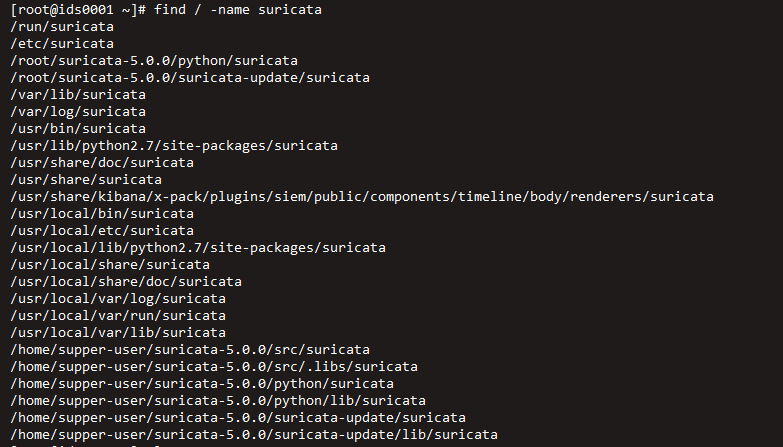 [root@ids0001 ~]# find / -name suricata
/run/suricata
/etc/suricata
/root/suricata-5.0.0/python/suricata
/root/suricata-5.0.0/suricata-update/suricata
/var/lib/suricata
/var/log/suricata
/usr/bin/suricata
/usr/lib/python2.7/site-packages/suricata
/usr/share/doc/suricata
/usr/share/suricata
/usr/share/kibana/x-pack/plugins/siem/public/components/timeline/body/renderers/suricata
/usr/local/bin/suricata
/usr/local/etc/suricata
/usr/local/lib/python2.7/site-packages/suricata
/usr/local/share/suricata
/usr/local/share/doc/suricata
/usr/local/var/log/suricata
/usr/local/var/run/suricata
/usr/local/var/lib/suricata
/home/supper-user/suricata-5.0.0/src/suricata
/home/supper-user/suricata-5.0.0/src/.libs/suricata
/home/supper-user/suricata-5.0.0/python/suricata
/home/supper-user/suricata-5.0.0/python/lib/suricata
/home/supper-user/suricata-5.0.0/suricata-update/suricata
/home/supper-user/suricata-5.0.0/suricata-update/lib/suricata